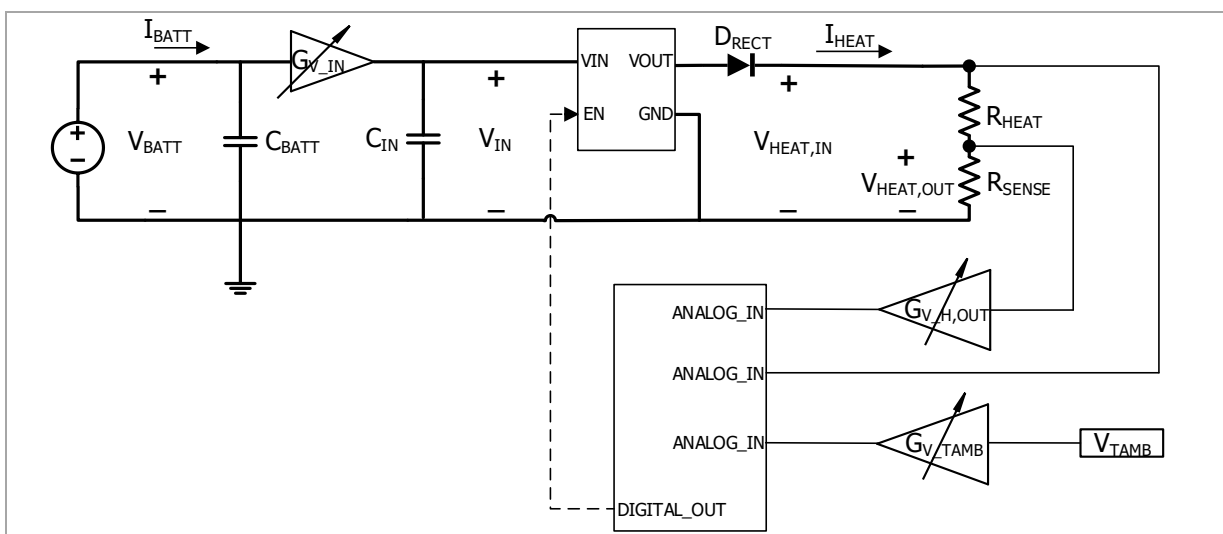 I_BATT
G_V_IN
VIN
VOUT
EN
GND
D_RECT
I_HEAT
+
+
+
+
−
V_BATT
C_BATT
C_IN
V_IN
V_HEAT,IN
R_HEAT
+
V_HEAT,OUT
R_SENSE
−
−
−
−
ANALOG_IN
G_V_H,OUT
ANALOG_IN
ANALOG_IN
G_V_TAMB
V_TAMB
DIGITAL_OUT